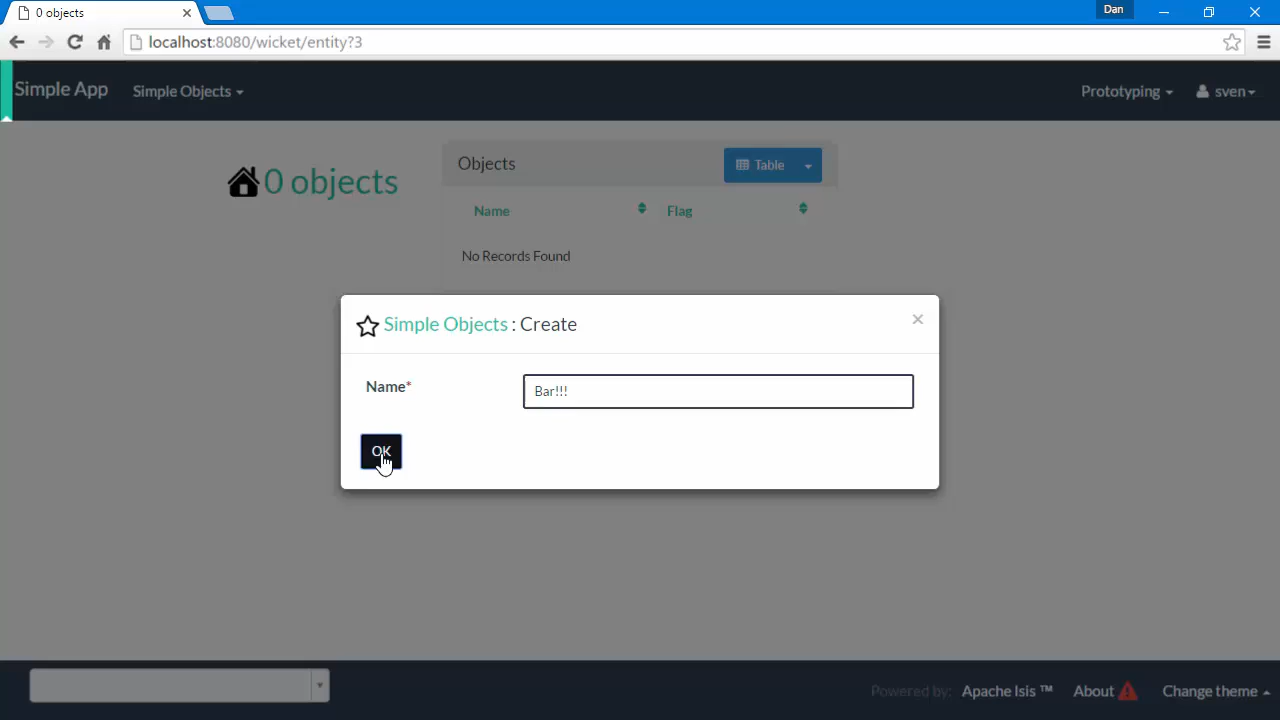 0 objects
Dan
localhost:8080/wicket/entity?3
Simple App
Simple Objects
Prototyping
sven
0 objects
Objects
Table
Name
Flag
No Records Found
Simple Objects : Create
Name*
Bar!!!
OK
Powered by:
Apache Isis ™
About
Change theme